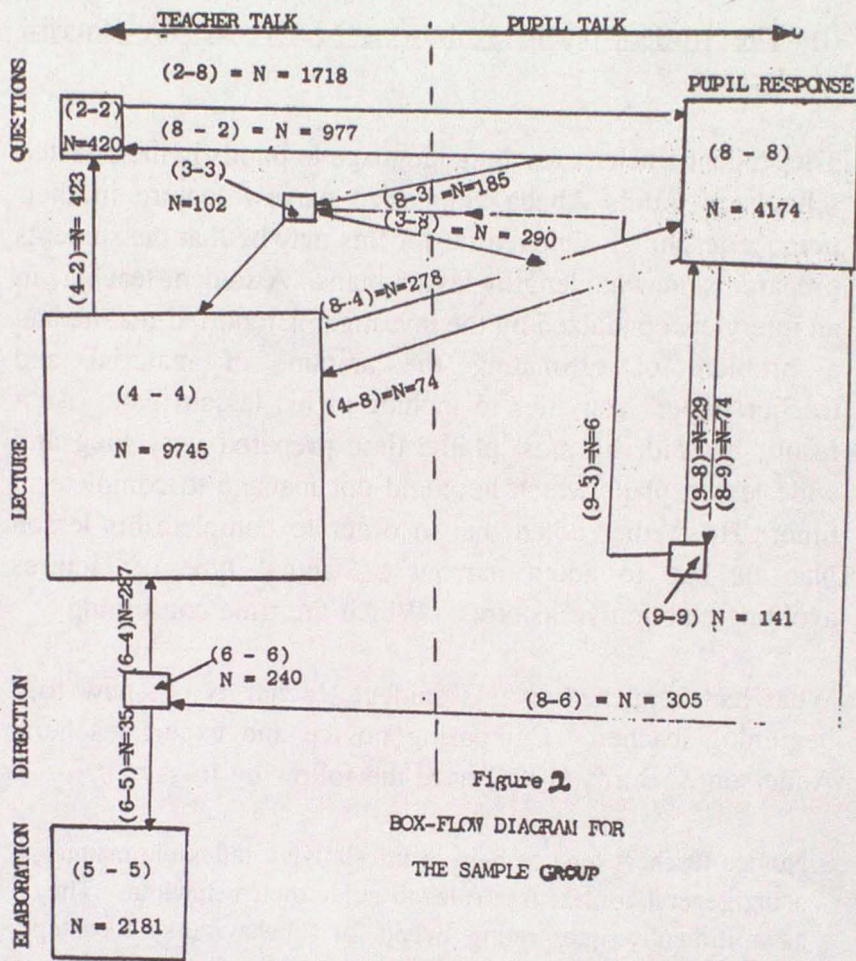 TEACHER TALK
PUPIL TALK
(2-8) = N = 1718
QUESTIONS
PUPIL RESPONSE
(2-2)
N=420
(8 - 2) = N = 977
(8 - 8)
N = 4174
(3-3)
N=102
(8-3)=N=185
(3-8) = N = 290
(4-2)=N= 423
(8-4)=N=278
(4-8)=N=74
LECTURE
(4 - 4)
N = 9745
(9-3)=N=6
(9-8)=N=29
(8-9)=N=74
(9-9) N = 141
(6-4)N=287
(6 - 6)
N = 240
DIRECTION
(8-6) = N = 305
(6-5)=N=35
Figure 2
ELABORATION
(5 - 5)
N = 2181
BOX-FLOW DIAGRAM FOR
THE SAMPLE GROUP